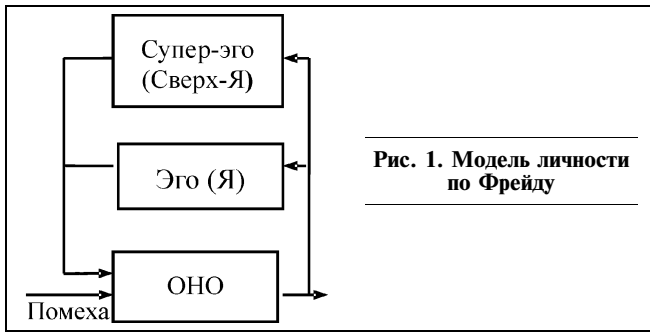 Супер-эго
(Сверх-Я)
Эго (Я)
ОНО
Помеха
Рис. 1. Модель личности
по Фрейду